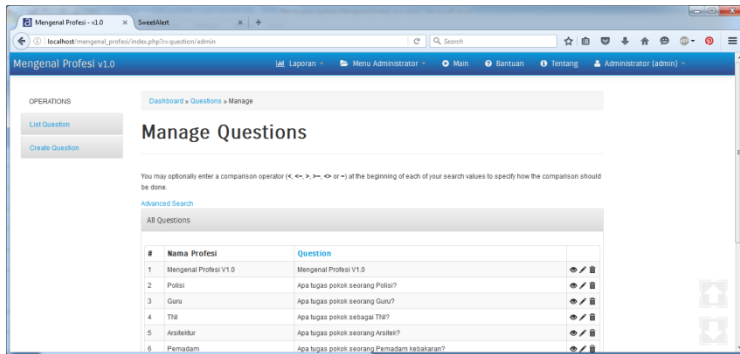 Mengenal Profesi - v1.0
SweetAlert
localhost/mengenal_profesi/index.php?r=question/admin
Search
Mengenal Profesi v1.0
Laporan
Menu Administrator
Main
Bantuan
Tentang
Administrator (admin)
OPERATIONS
List Question
Create Question
Dashboard » Questions » Manage
Manage Questions
You may optionally enter a comparison operator (<, <=, >, >=, <> or =) at the beginning of each of your search values to specify how the comparison should
be done.
Advanced Search
All Questions
# Nama Profesi Question
1 Mengenal Profesi V1.0 Mengenal Profesi V1.0
2 Polisi Apa tugas pokok seorang Polisi?
3 Guru Apa tugas pokok seorang Guru?
4 TNI Apa tugas pokok sebagai TNI?
5 Arsitektur Apa tugas pokok seorang Arsitek?
6 Pemadam Apa tugas pokok seorang Pemadam kebakaran?